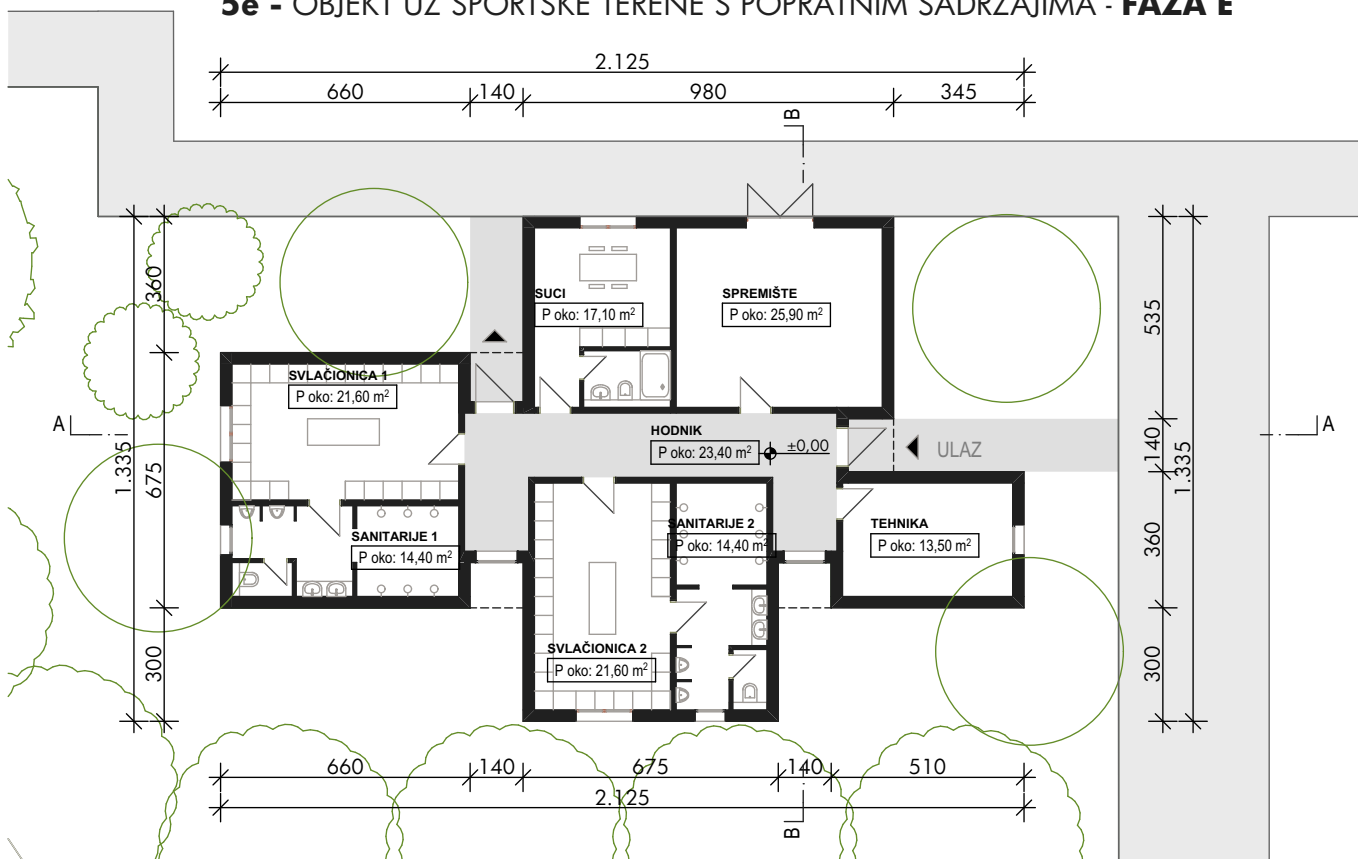 5e - OBJEKT UZ SPORTSKE TERENE S POPRATNIM SADRŽAJIMA - FAZA E
2.125
660 140 980 345
B
360
535
SUCI
P oko: 17,10 m²
SPREMIŠTE
P oko: 25,90 m²
SVLAČIONICA 1
P oko: 21,60 m²
A
A
HODNIK
P oko: 23,40 m²
±0,00
ULAZ
140
1.335
675
1.335
SANITARIJE 1
P oko: 14,40 m²
SANITARIJE 2
P oko: 14,40 m²
TEHNIKA
P oko: 13,50 m²
360
SVLAČIONICA 2
P oko: 21,60 m²
300
300
660 140 675 140 510
2.125
B